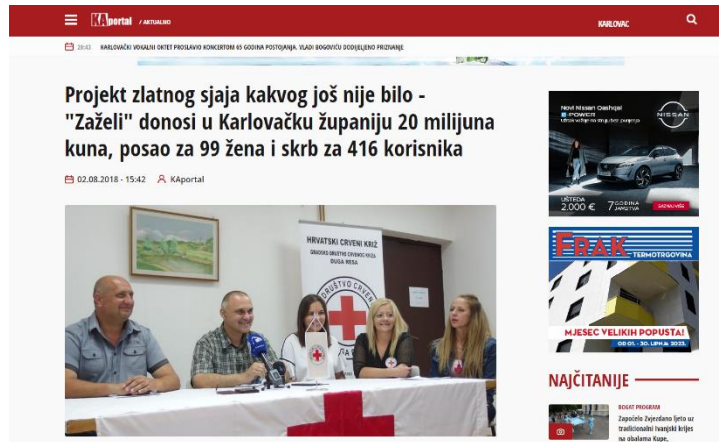 KAportal / AKTUALNO
KARLOVAC
20:43 KARLOVAČKI VOKALNI OKTET PROSLAVIO KONCERTOM 65 GODINA POSTOJANJA. VLADI BOGOVIĆU DODIJELJENO PRIZNANJE
Projekt zlatnog sjaja kakvog još nije bilo -
"Zaželi" donosi u Karlovačku županiju 20 milijuna
kuna, posao za 99 žena i skrb za 416 korisnika
02.08.2018 - 15:42 KAportal
HRVATSKI CRVENI KRIŽ
GRADSKO DRUŠTVO CRVENOG KRIŽA
DUGA RESA
DRUŠTVO CRVENOG
Novi Nissan Qashqai
e-POWER
NISSAN
UŠTEDA
2.000 €
7 GODINA
JAMSTVA
SAZNAJ VIŠE
FRAK
TERMOTRGOVINA
MJESEC VELIKIH POPUSTA!
OD 01. - 30. LIPNJA 2023.
NAJČITANIJE
BOGAT PROGRAM
Započelo Zvjezdano ljeto uz
tradicionalni Ivanjski krijes
na obalama Kupe,